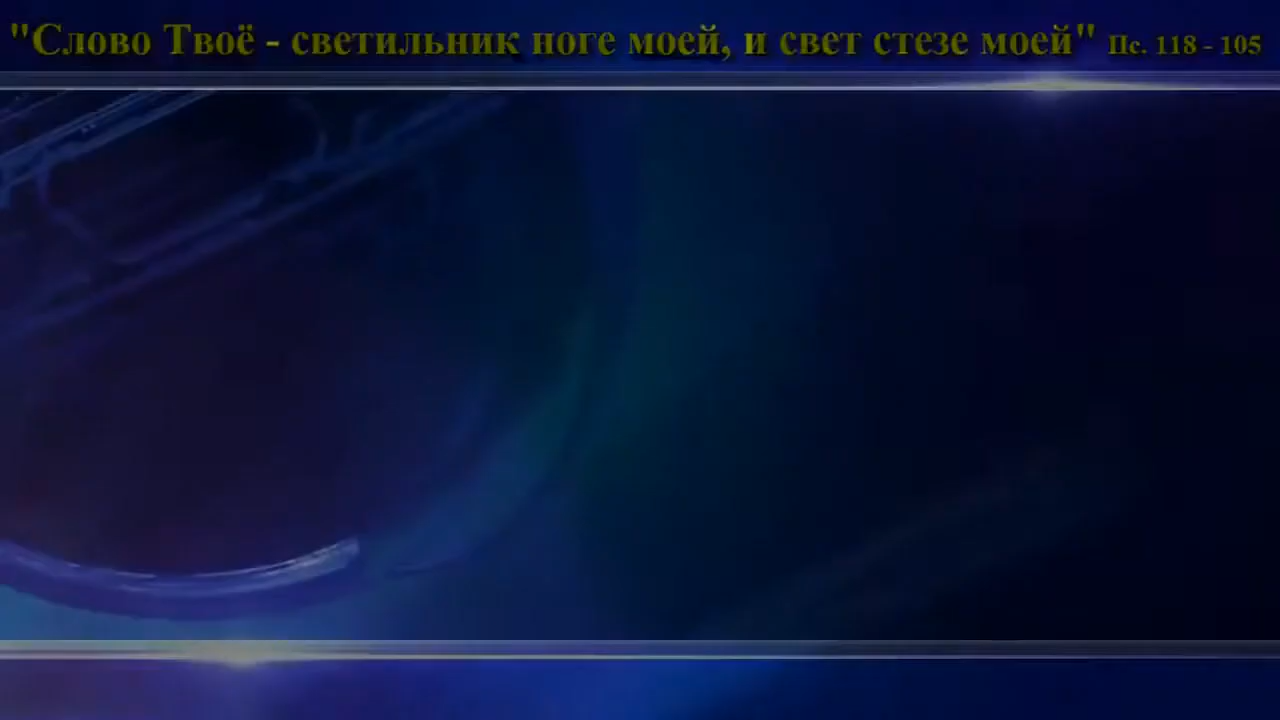 "Слово Твоё - светильник ноге моей, и свет стезе моей" Пс. 118 - 105